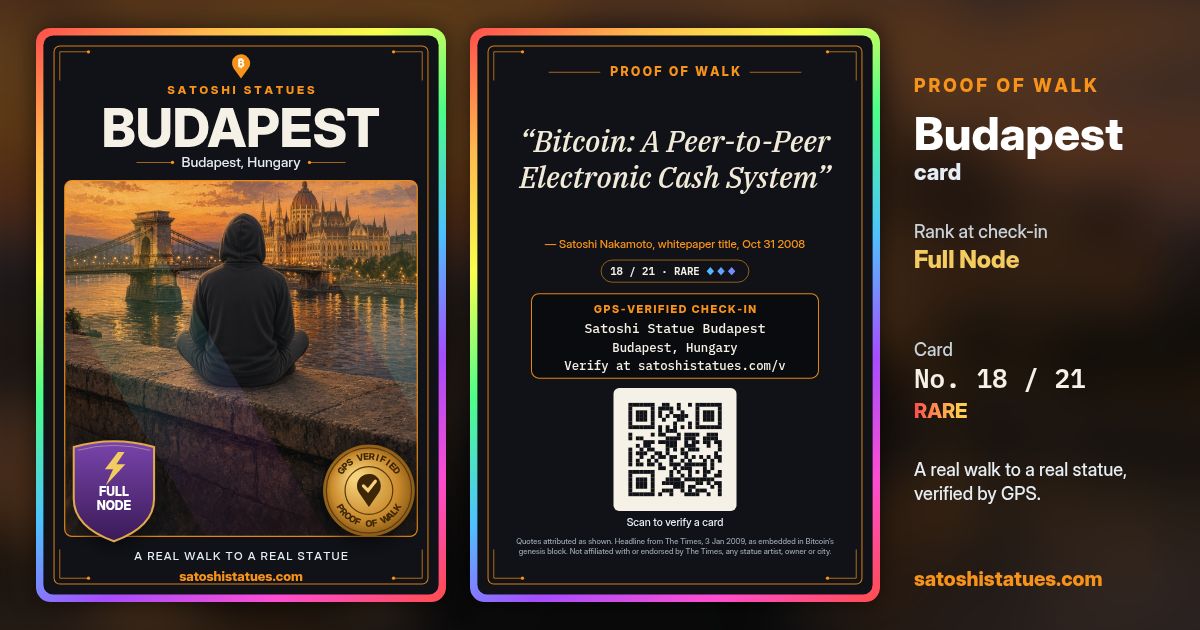 SATOSHI STATUES
BUDAPEST
Budapest, Hungary
FULL
NODE
GPS VERIFIED
PROOF OF WALK
A REAL WALK TO A REAL STATUE
satoshistatues.com
PROOF OF WALK
“Bitcoin: A Peer-to-Peer
Electronic Cash System”
— Satoshi Nakamoto, whitepaper title, Oct 31 2008
18 / 21 · RARE
GPS-VERIFIED CHECK-IN
Satoshi Statue Budapest
Budapest, Hungary
Verify at satoshistatues.com/v
Scan to verify a card
Quotes attributed as shown. Headline from The Times, 3 Jan 2009, as embedded in Bitcoin's
genesis block. Not affiliated with or endorsed by The Times, any statue artist, owner or city.
PROOF OF WALK
Budapest
card
Rank at check-in
Full Node
Card
No. 18 / 21
RARE
A real walk to a real statue,
verified by GPS.
satoshistatues.com